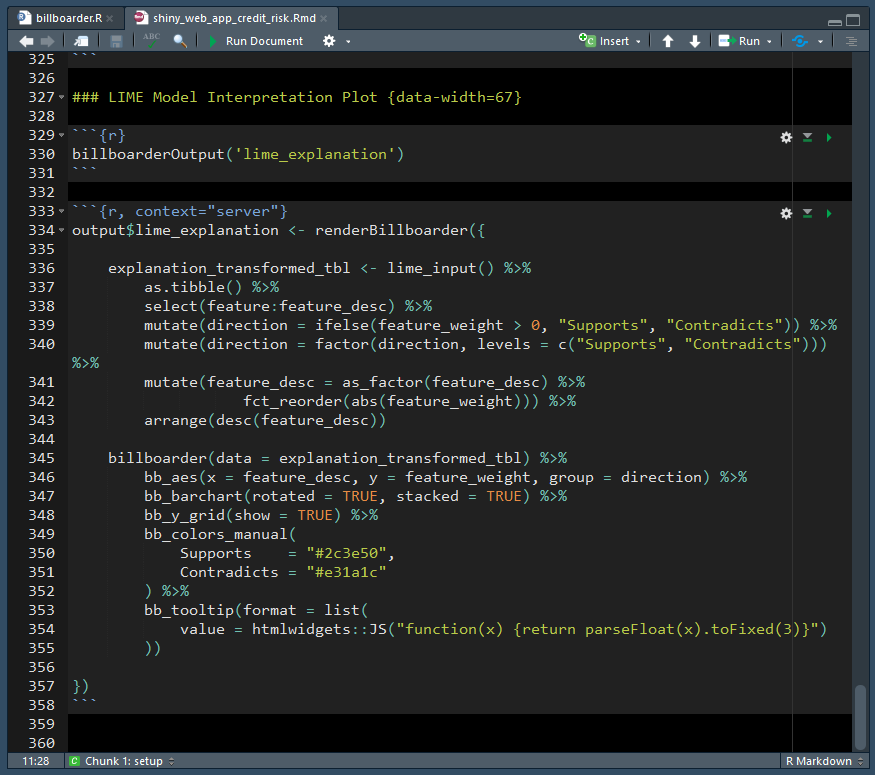 billboarder.R × shiny_web_app_credit_risk.Rmd ×
ABC Run Document Insert Run
325 ```
326
327 ### LIME Model Interpretation Plot {data-width=67}
328
329 ```{r}
330 billboarderOutput('lime_explanation')
331 ```
332
333 ```{r, context="server"}
334 output$lime_explanation <- renderBillboarder({
335
336     explanation_transformed_tbl <- lime_input() %>%
337         as.tibble() %>%
338         select(feature:feature_desc) %>%
339         mutate(direction = ifelse(feature_weight > 0, "Supports", "Contradicts")) %>%
340         mutate(direction = factor(direction, levels = c("Supports", "Contradicts")))
%>%
341         mutate(feature_desc = as_factor(feature_desc) %>%
342                    fct_reorder(abs(feature_weight))) %>%
343         arrange(desc(feature_desc))
344
345     billboarder(data = explanation_transformed_tbl) %>%
346         bb_aes(x = feature_desc, y = feature_weight, group = direction) %>%
347         bb_barchart(rotated = TRUE, stacked = TRUE) %>%
348         bb_y_grid(show = TRUE) %>%
349         bb_colors_manual(
350             Supports    = "#2c3e50",
351             Contradicts = "#e31a1c"
352         ) %>%
353         bb_tooltip(format = list(
354             value = htmlwidgets::JS("function(x) {return parseFloat(x).toFixed(3)}")
355         ))
356
357 })
358 ```
359
360
11:28 C Chunk 1: setup R Markdown